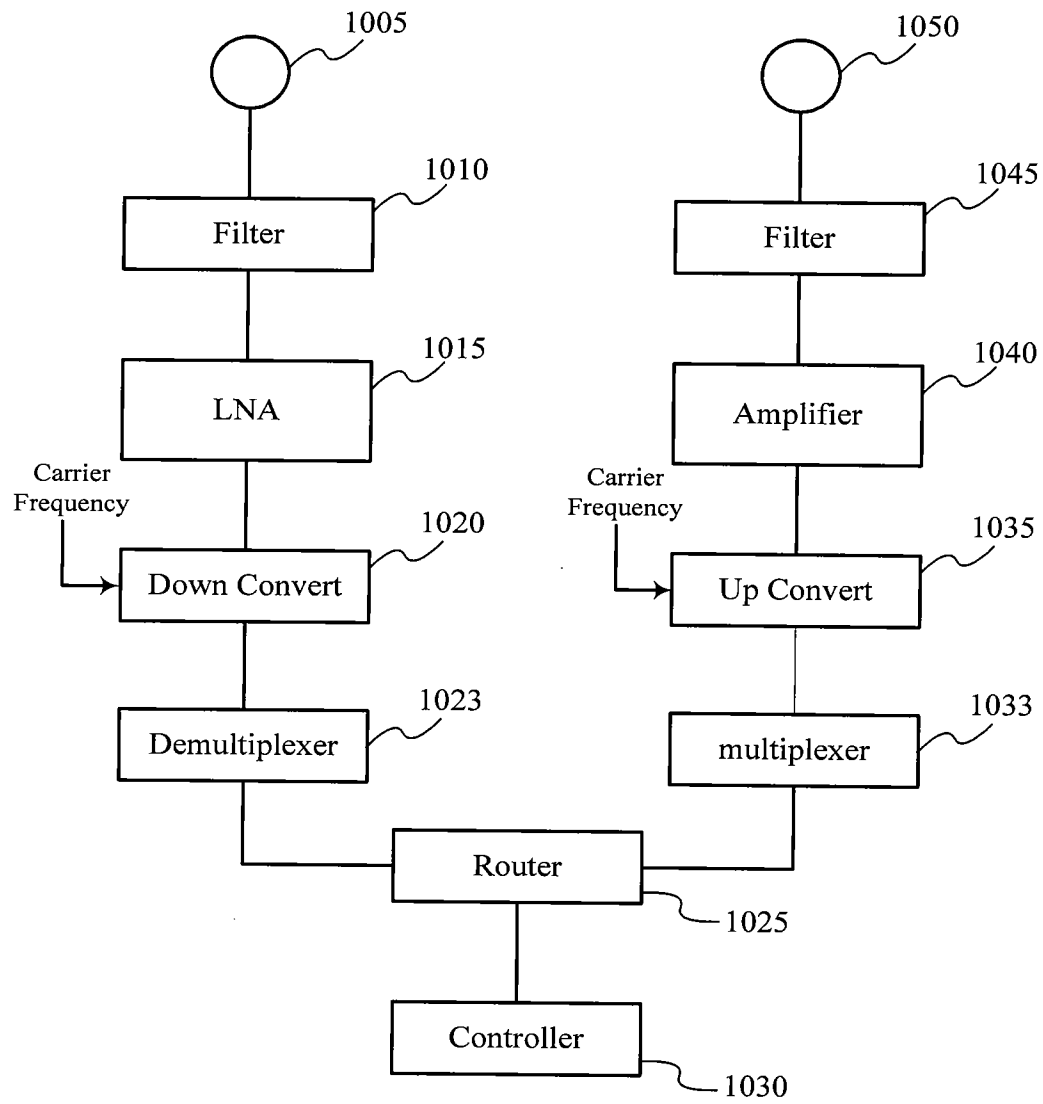 1005
1050
1010
1045
Filter
Filter
1015
1040
LNA
Amplifier
Carrier
Frequency
Carrier
Frequency
1020
1035
Down Convert
Up Convert
1023
1033
Demultiplexer
multiplexer
Router
1025
Controller
1030